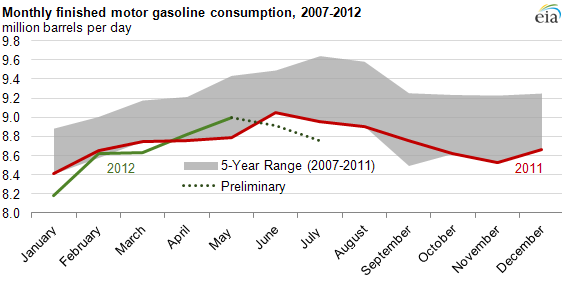 Monthly finished motor gasoline consumption, 2007-2012
million barrels per day
eia
9.8
9.6
9.4
9.2
9.0
8.8
8.6
8.4
8.2
8.0
5-Year Range (2007-2011)
2012
2011
Preliminary
January
February
March
April
May
June
July
August
September
October
November
December